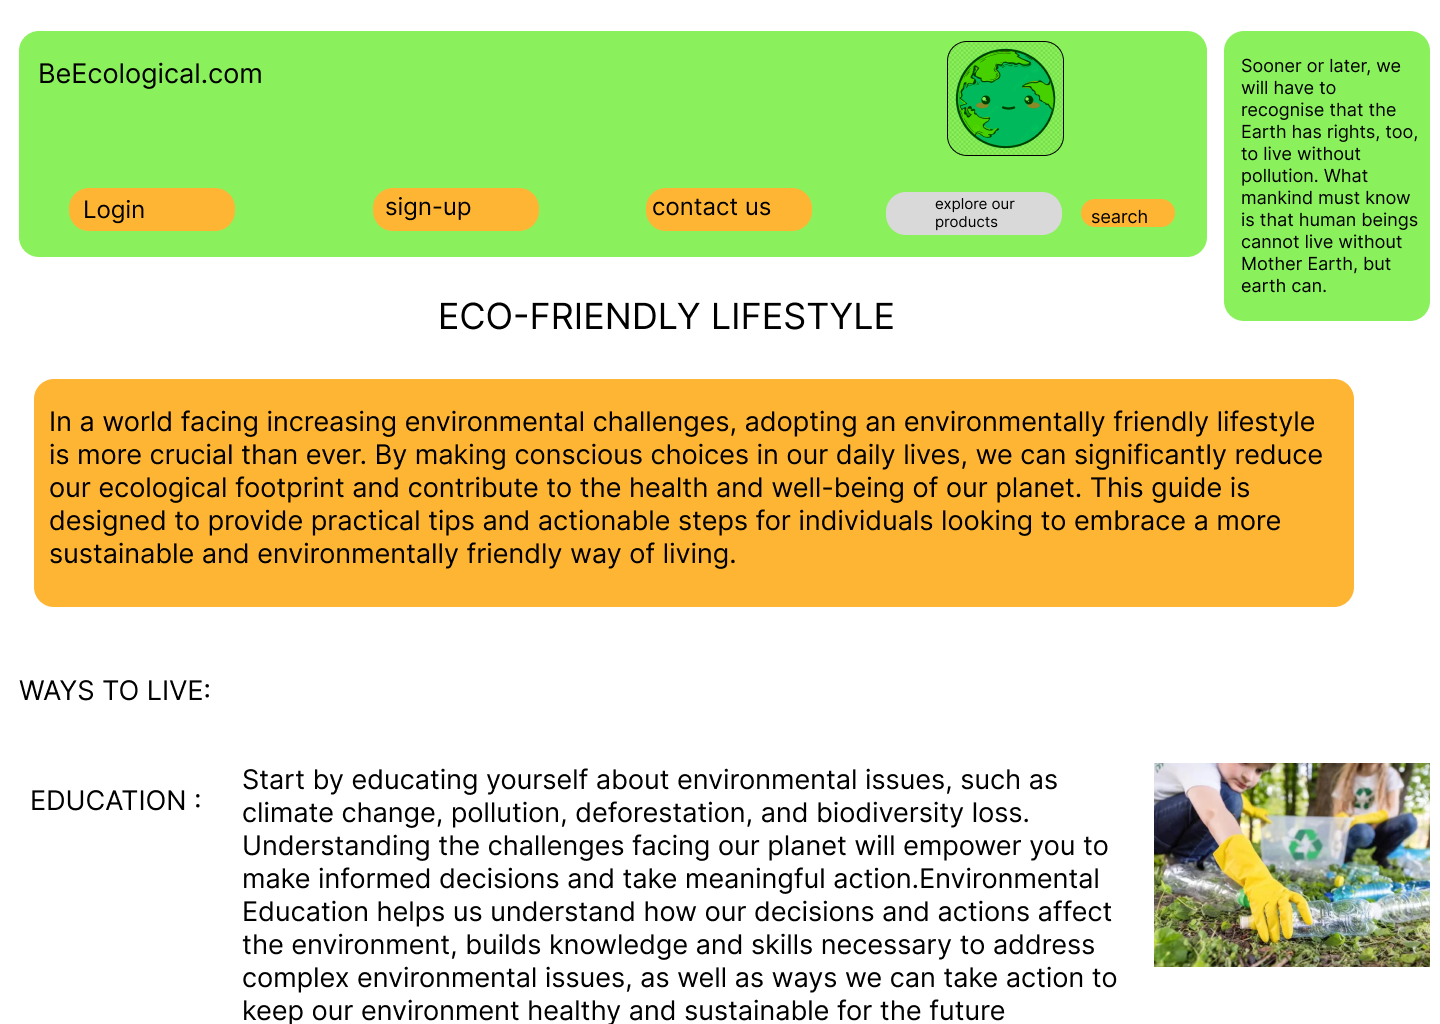 BeEcological.com
Login
sign-up
contact us
explore our
products
search
Sooner or later, we
will have to
recognise that the
Earth has rights, too,
to live without
pollution. What
mankind must know
is that human beings
cannot live without
Mother Earth, but
earth can.
ECO-FRIENDLY LIFESTYLE
In a world facing increasing environmental challenges, adopting an environmentally friendly lifestyle
is more crucial than ever. By making conscious choices in our daily lives, we can significantly reduce
our ecological footprint and contribute to the health and well-being of our planet. This guide is
designed to provide practical tips and actionable steps for individuals looking to embrace a more
sustainable and environmentally friendly way of living.
WAYS TO LIVE:
EDUCATION :
Start by educating yourself about environmental issues, such as
climate change, pollution, deforestation, and biodiversity loss.
Understanding the challenges facing our planet will empower you to
make informed decisions and take meaningful action.Environmental
Education helps us understand how our decisions and actions affect
the environment, builds knowledge and skills necessary to address
complex environmental issues, as well as ways we can take action to
keep our environment healthy and sustainable for the future